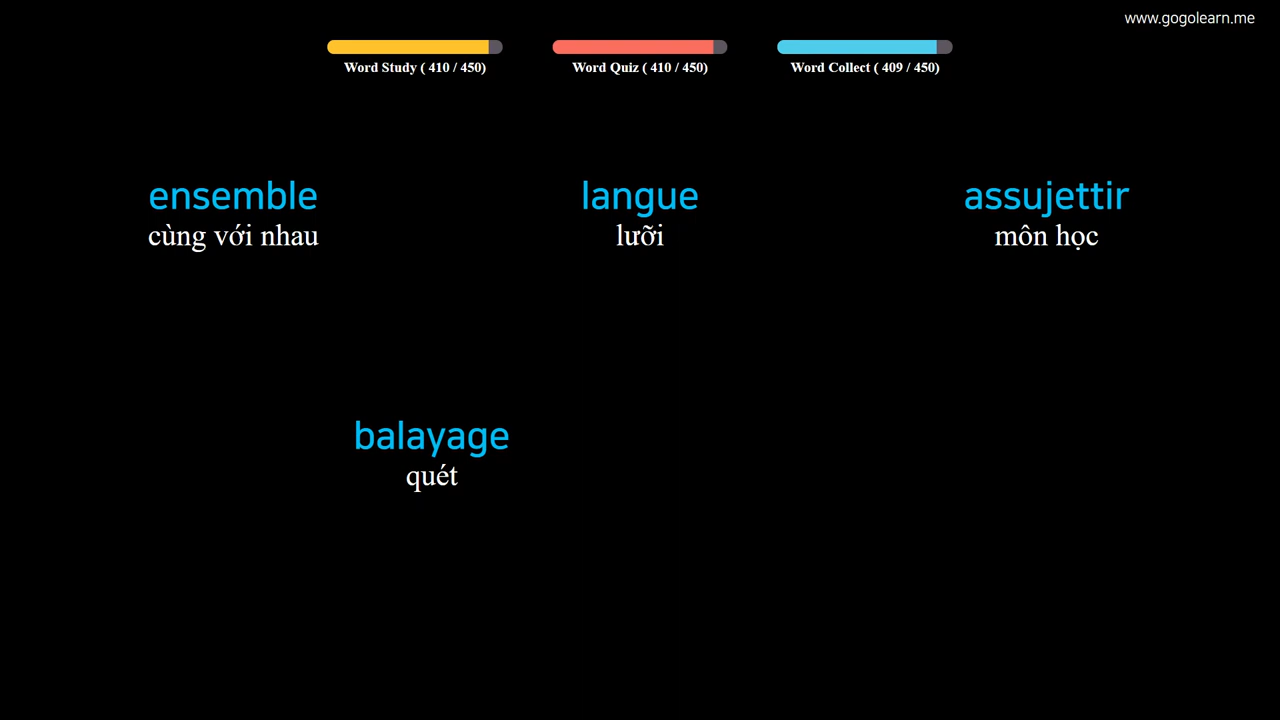 www.gogolearn.me
Word Study ( 410 / 450)
Word Quiz ( 410 / 450)
Word Collect ( 409 / 450)
ensemble
cùng với nhau
langue
lưỡi
assujettir
môn học
balayage
quét